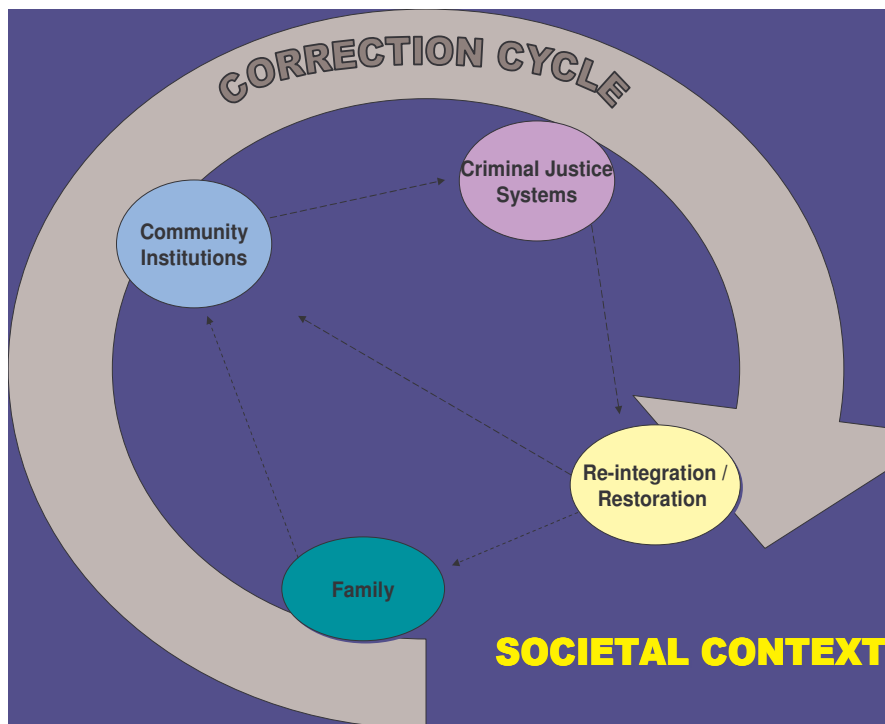 CORRECTION CYCLE
Criminal Justice
Systems
Community
Institutions
Re-integration /
Restoration
Family
SOCIETAL CONTEXT